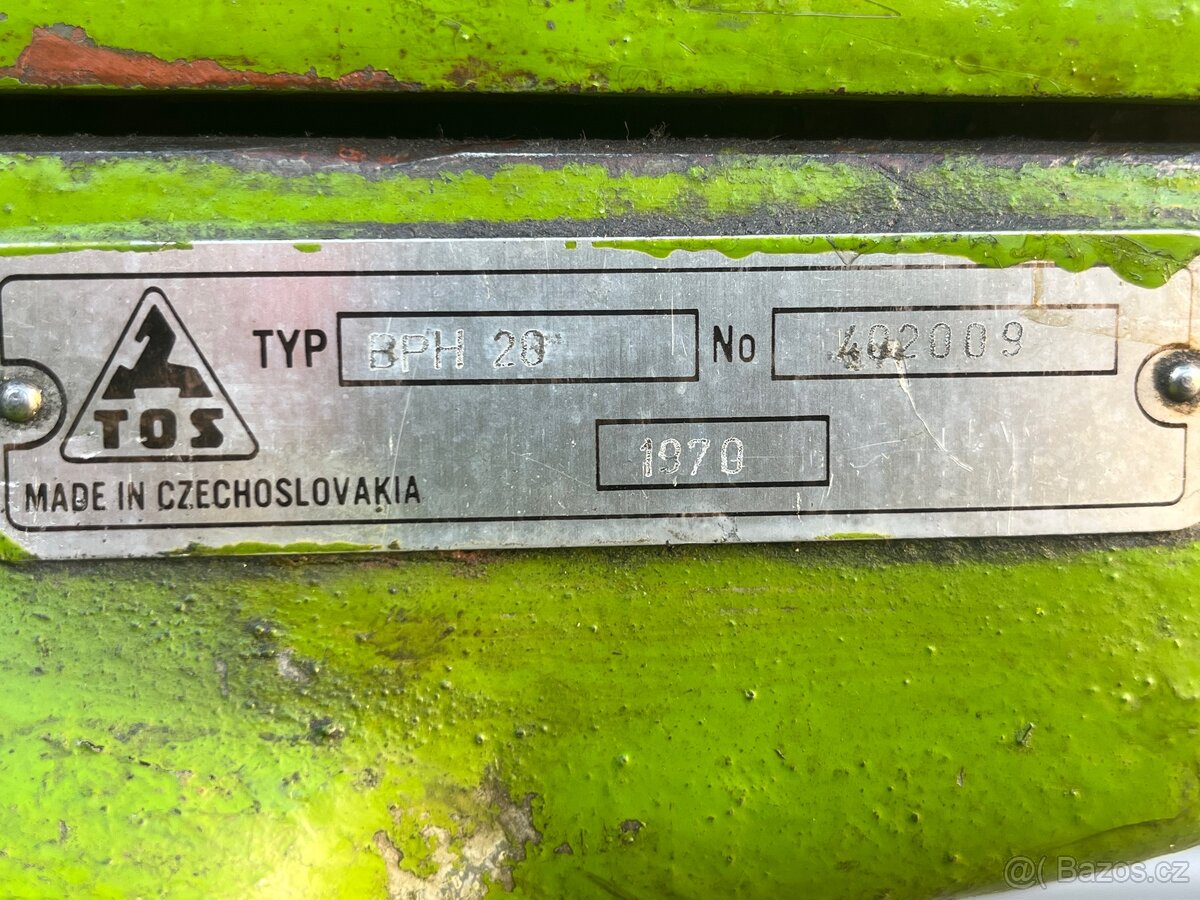 TYP BPH 20 No 402009
TOS
1970
MADE IN CZECHOSLOVAKIA
@( Bazos.cz